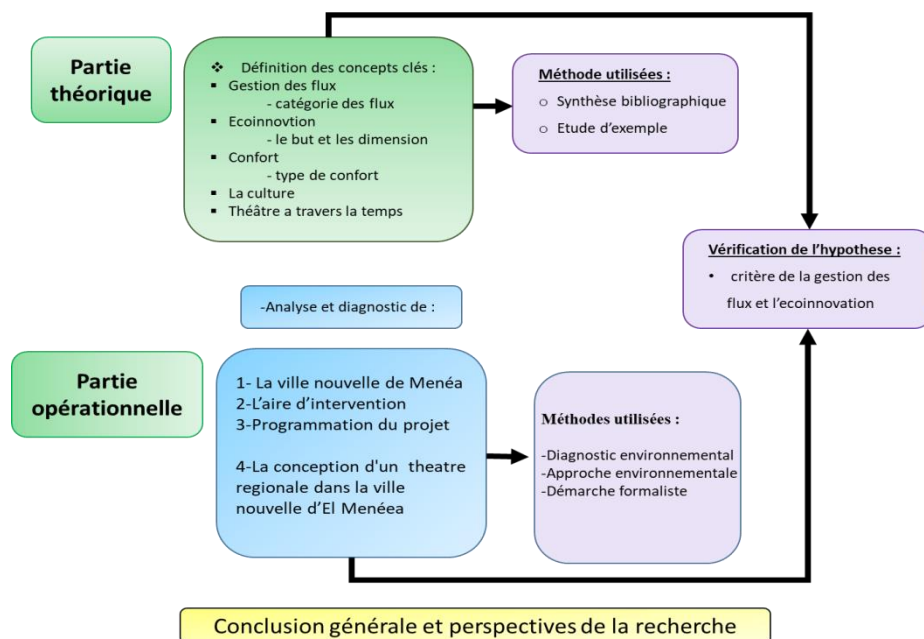 Partie
théorique
❖ Définition des concepts clés :
▪ Gestion des flux
- catégorie des flux
▪ Ecoinnovtion
- le but et les dimension
▪ Confort
- type de confort
▪ La culture
▪ Théâtre a travers la temps
Méthode utilisées :
o Synthèse bibliographique
o Etude d’exemple
Vérification de l’hypothese :
• critère de la gestion des
flux et l’ecoinnovation
-Analyse et diagnostic de :
Partie
opérationnelle
1- La ville nouvelle de Menéa
2-L’aire d’intervention
3-Programmation du projet
4-La conception d'un theatre
regionale dans la ville
nouvelle d’El Menéea
Méthodes utilisées :
-Diagnostic environnemental
-Approche environnementale
-Démarche formaliste
Conclusion générale et perspectives de la recherche